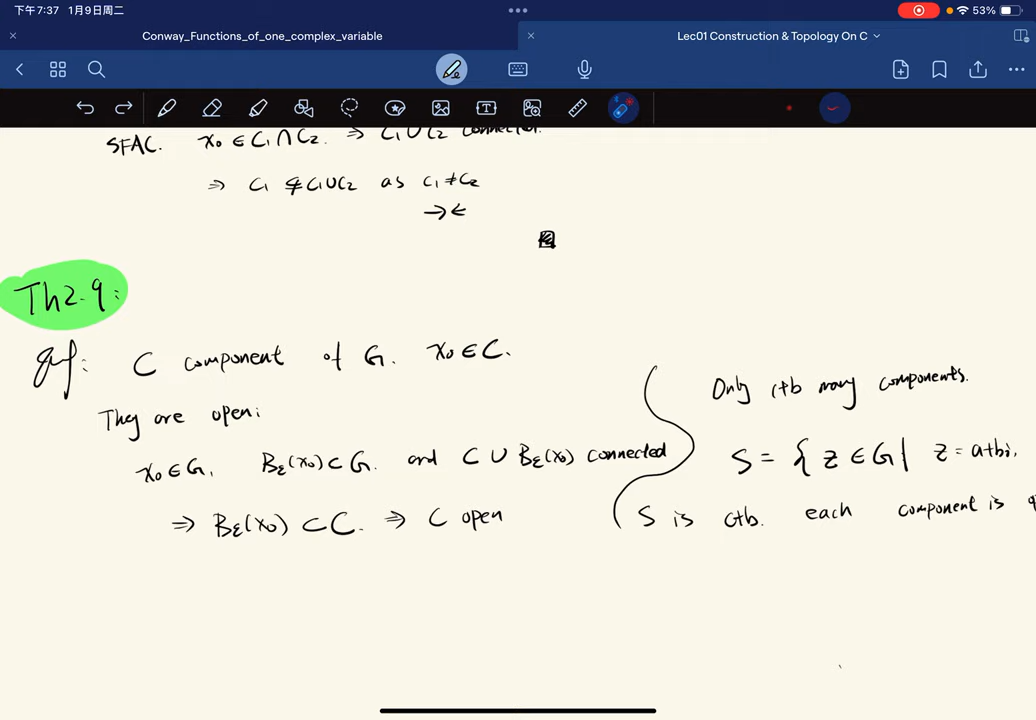 下午7:37 1月9日周二
53%
Conway_Functions_of_one_complex_variable
Lec01 Construction & Topology On C
SFAC. x₀ ∈ C₁ ∩ C₂. ⇒ C₁ ∪ C₂ connected.
⇒ C₁ ⊊ C₁ ∪ C₂ as C₁ ≠ C₂
→←
Th2.9:
C component of G. x₀ ∈ C.
They are open:
x₀ ∈ G, B_ε(x₀) ⊂ G. and C ∪ B_ε(x₀) connected
⇒ B_ε(x₀) ⊂ C. ⇒ C open
Only ctb many components.
S = { z ∈ G | z = a+bi,
S is ctb. each component is